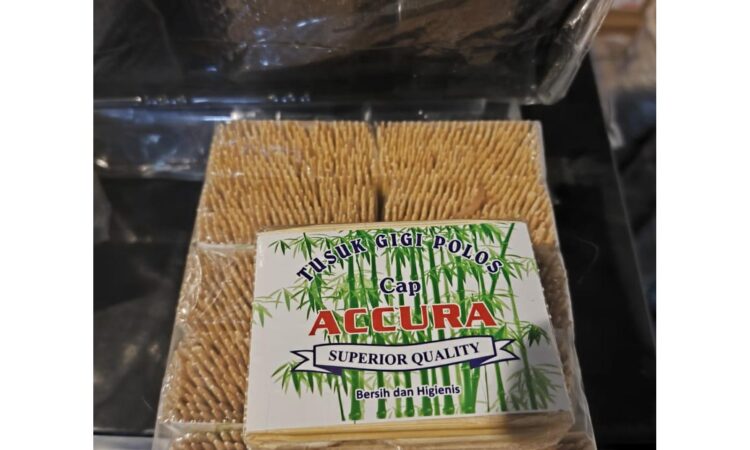 TUSUK GIGI POLOS
Cap
ACCURA
SUPERIOR QUALITY
Bersih dan Higienis